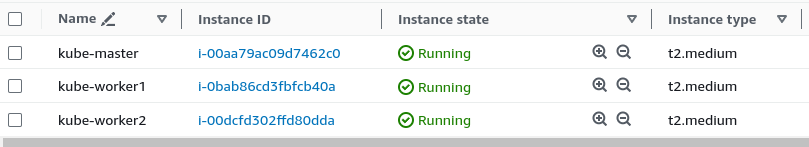 Name Instance ID Instance state Instance type
kube-master i-00aa79ac09d7462c0 Running t2.medium
kube-worker1 i-0bab86cd3fbfcb40a Running t2.medium
kube-worker2 i-00dcfd302ffd80dda Running t2.medium